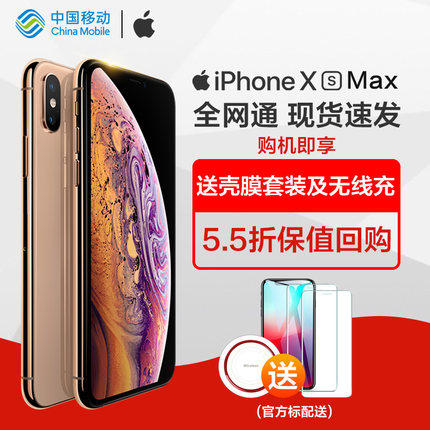 中国移动
China Mobile
iPhone XS Max
全网通 现货速发
购机即享
送壳膜套装及无线充
5.5折保值回购
Wireless
送
(官方标配送)